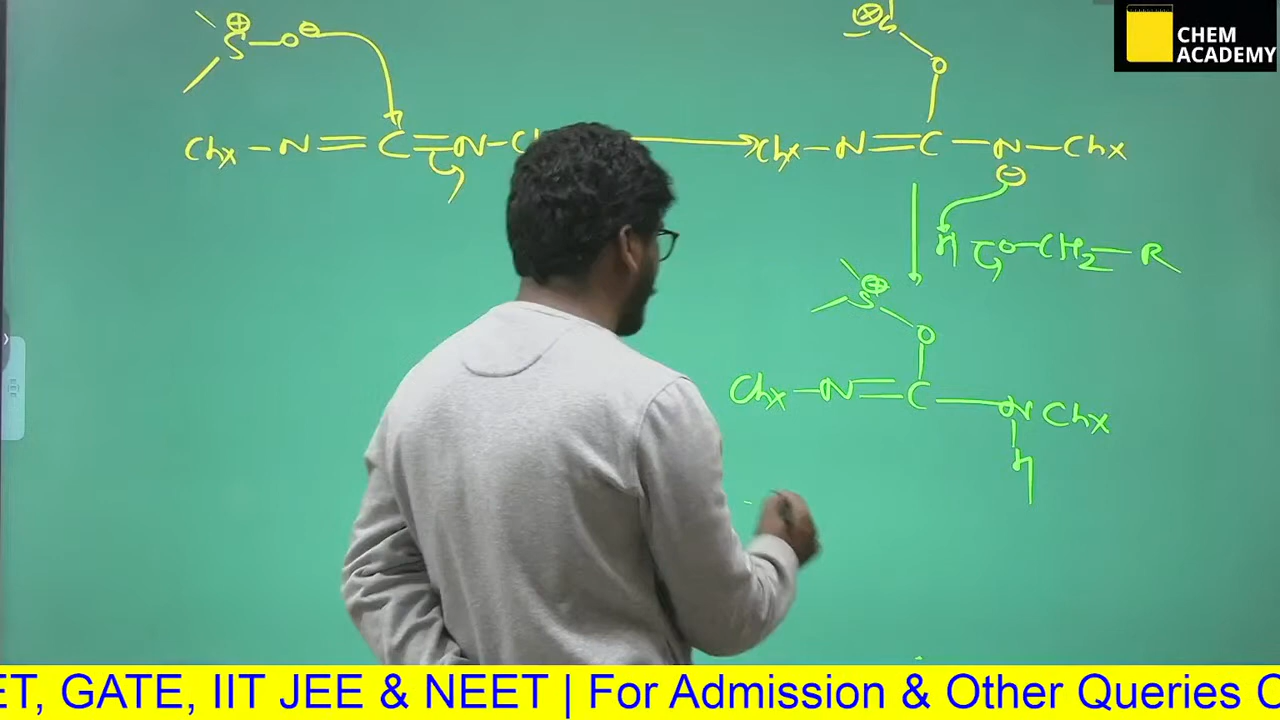 CHEM
ACADEMY
⊕
S–O⊖
⊕S
O
Chx–N=C=N–
Chx–N=C–N–Chx
⊖
H O–CH2–R
S⊕
O
Chx–N=C–N Chx
H
ET, GATE, IIT JEE & NEET | For Admission & Other Queries C